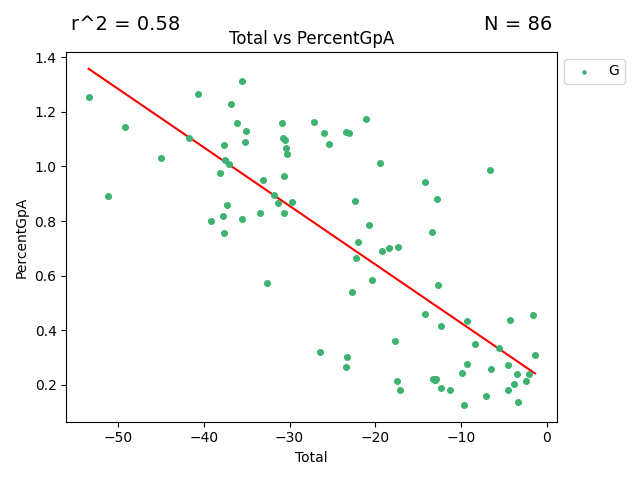 r^2 = 0.58
N = 86
Total vs PercentGpA
G
1.4
1.2
1.0
0.8
0.6
0.4
0.2
PercentGpA
−50
−40
−30
−20
−10
0
Total